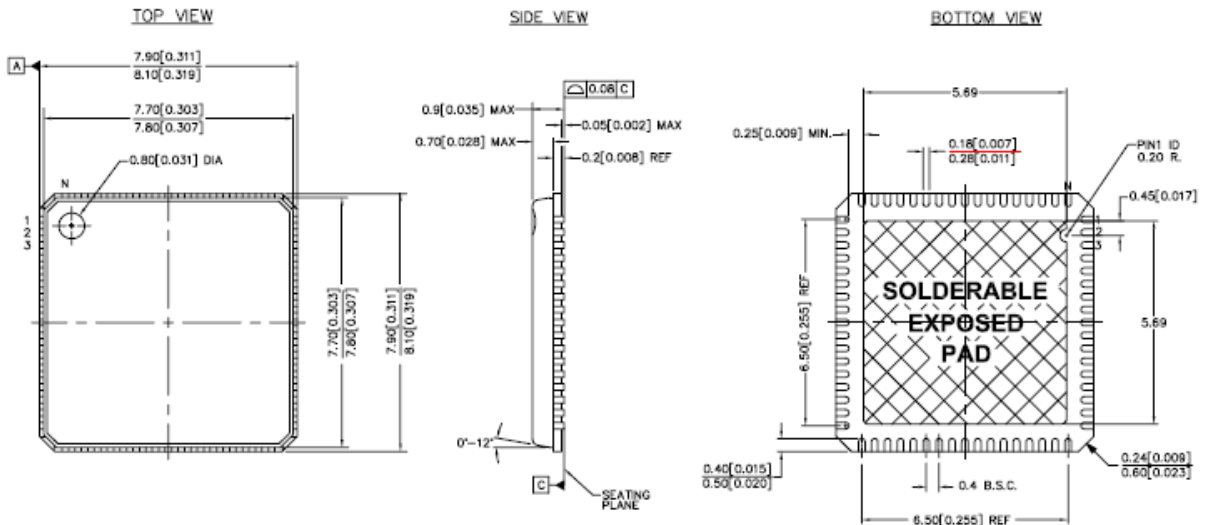 TOP VIEW
SIDE VIEW
BOTTOM VIEW
7.90[0.311]
8.10[0.319]
A
7.70[0.303]
7.80[0.307]
0.80[0.031] DIA
N
1
2
3
7.70[0.303]
7.80[0.307]
7.90[0.311]
8.10[0.319]
0.08 C
0.9[0.035] MAX
0.05[0.002] MAX
0.70[0.028] MAX
0.2[0.008] REF
0°-12°
C
SEATING
PLANE
5.69
0.25[0.009] MIN.
0.18[0.007]
0.28[0.011]
PIN1 ID
0.20 R.
N
0.45[0.017]
1
2
3
6.50[0.255] REF
SOLDERABLE
EXPOSED
PAD
5.69
0.40[0.015]
0.50[0.020]
0.4 B.S.C.
0.24[0.009]
0.60[0.023]
6.50[0.255] REF